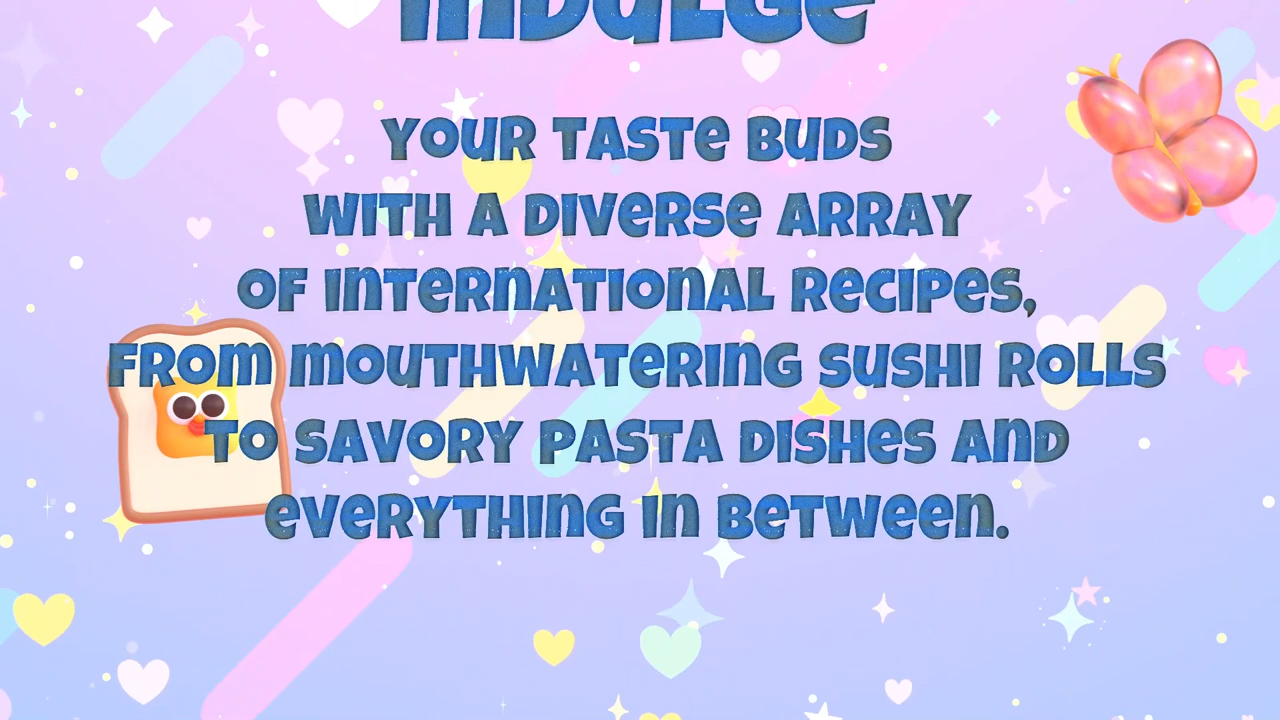 INDULGE
YOUR TASTE BUDS
WITH A DIVERSE ARRAY
OF INTERNATIONAL RECIPES,
FROM MOUTHWATERING SUSHI ROLLS
TO SAVORY PASTA DISHES AND
EVERYTHING IN BETWEEN.